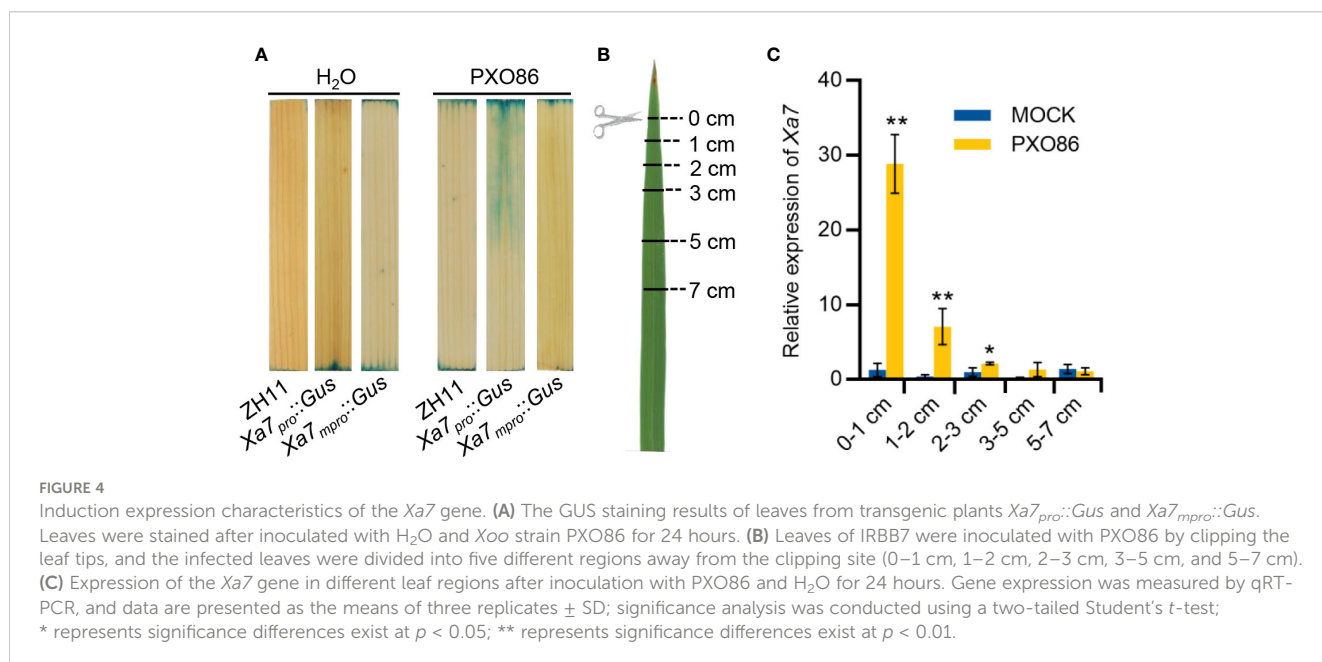 A
H₂O
PXO86
ZH11
Xa7pro::Gus
Xa7mpro::Gus
ZH11
Xa7pro::Gus
Xa7mpro::Gus
B
0 cm
1 cm
2 cm
3 cm
5 cm
7 cm
C
Relative expression of Xa7
40
30
20
10
0
MOCK
PXO86
**
**
*
0-1 cm
1-2 cm
2-3 cm
3-5 cm
5-7 cm
FIGURE 4
Induction expression characteristics of the Xa7 gene. (A) The GUS staining results of leaves from transgenic plants Xa7pro::Gus and Xa7mpro::Gus.
Leaves were stained after inoculated with H₂O and Xoo strain PXO86 for 24 hours. (B) Leaves of IRBB7 were inoculated with PXO86 by clipping the
leaf tips, and the infected leaves were divided into five different regions away from the clipping site (0–1 cm, 1–2 cm, 2–3 cm, 3–5 cm, and 5–7 cm).
(C) Expression of the Xa7 gene in different leaf regions after inoculation with PXO86 and H₂O for 24 hours. Gene expression was measured by qRT-
PCR, and data are presented as the means of three replicates ± SD; significance analysis was conducted using a two-tailed Student's t-test;
* represents significance differences exist at p < 0.05; ** represents significance differences exist at p < 0.01.